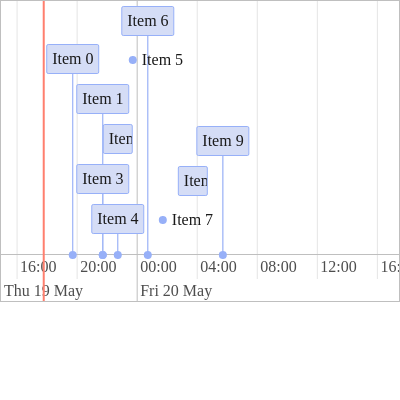 Item 6
Item 0
Item 5
Item 1
Item 9
Item 3
Item 4
Item 7
16:00 20:00 00:00 04:00 08:00 12:00
Thu 19 May Fri 20 May